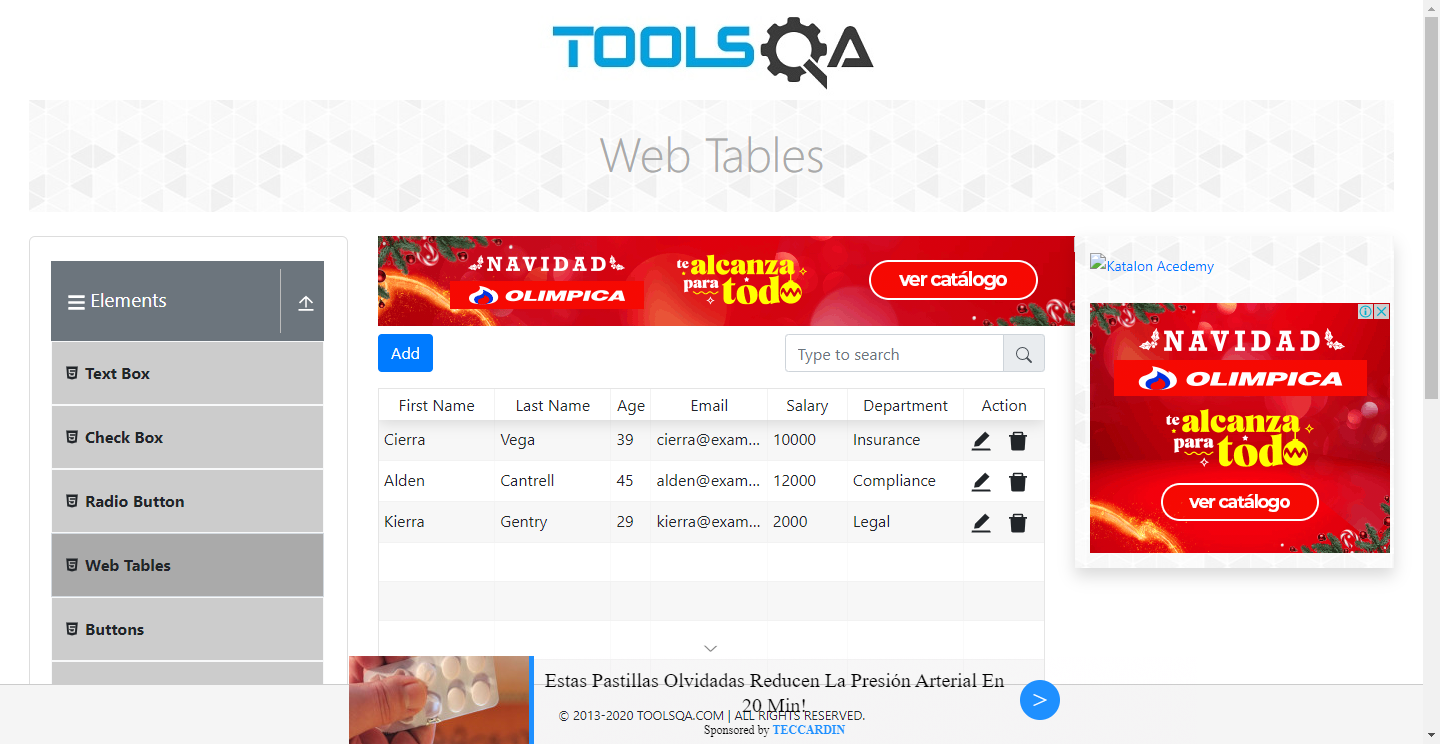 TOOLSQA
Web Tables
Elements
Text Box
Check Box
Radio Button
Web Tables
Buttons
NAVIDAD
OLIMPICA
te alcanza
para todo
ver catálogo
Add
Type to search
First Name Last Name Age Email Salary Department Action
Cierra Vega 39 cierra@exam... 10000 Insurance
Alden Cantrell 45 alden@exam... 12000 Compliance
Kierra Gentry 29 kierra@exam... 2000 Legal
Katalon Acedemy
NAVIDAD
OLIMPICA
te alcanza
para
todo
ver catálogo
Estas Pastillas Olvidadas Reducen La Presión Arterial En
20 Min!
>
© 2013-2020 TOOLSQA.COM | ALL RIGHTS RESERVED.
Sponsored by TECCARDIN